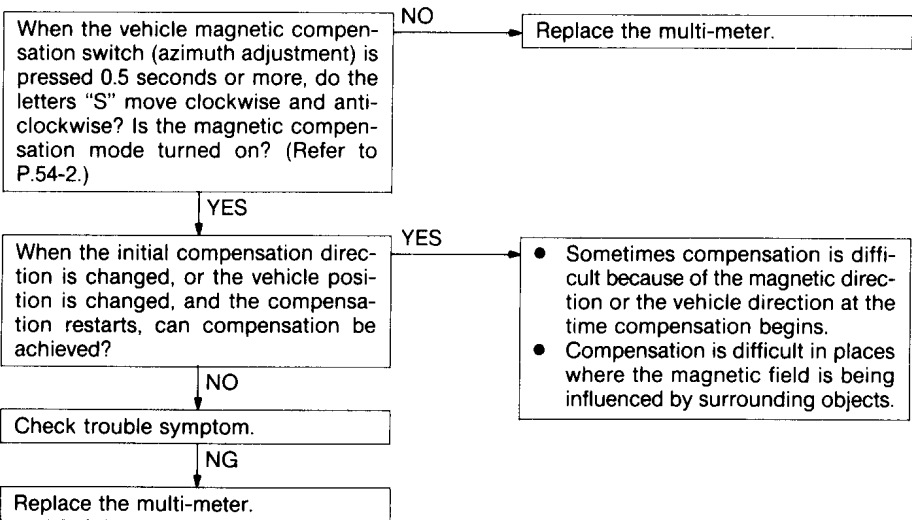 When the vehicle magnetic compen-
sation switch (azimuth adjustment) is
pressed 0.5 seconds or more, do the
letters “S” move clockwise and anti-
clockwise? Is the magnetic compen-
sation mode turned on? (Refer to
P.54-2.)
NO
Replace the multi-meter.
YES
When the initial compensation direc-
tion is changed, or the vehicle posi-
tion is changed, and the compensa-
tion restarts, can compensation be
achieved?
YES
● Sometimes compensation is diffi-
cult because of the magnetic direc-
tion or the vehicle direction at the
time compensation begins.
● Compensation is difficult in places
where the magnetic field is being
influenced by surrounding objects.
NO
Check trouble symptom.
NG
Replace the multi-meter.